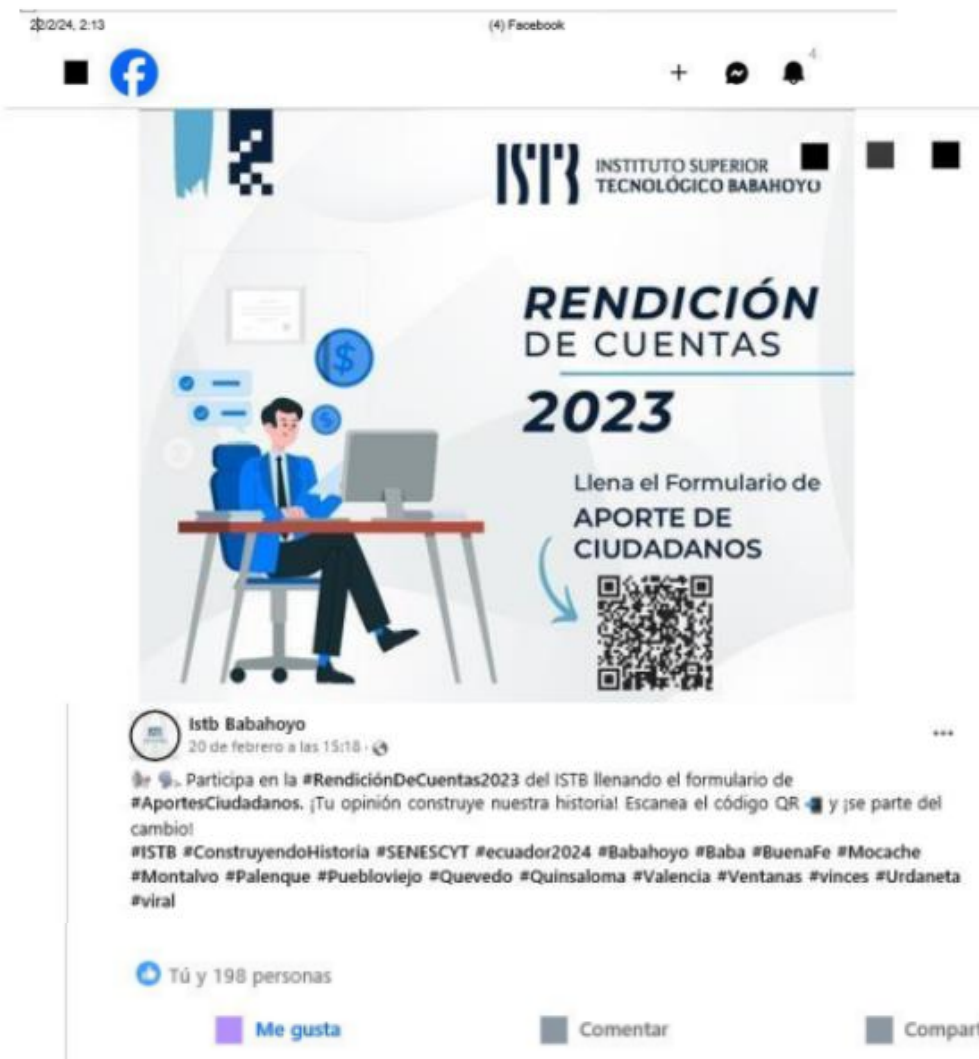 22/2/24, 2:13
(4) Facebook
4
ISTB
INSTITUTO SUPERIOR
TECNOLÓGICO BABAHOYO
RENDICIÓN
DE CUENTAS
2023
Llena el Formulario de
APORTE DE
CIUDADANOS
Istb Babahoyo
20 de febrero a las 15:18 ·
Participa en la #RendiciónDeCuentas2023 del ISTB llenando el formulario de
#AportesCiudadanos. ¡Tu opinión construye nuestra historia! Escanea el código QR y ¡se parte del
cambio!
#ISTB #ConstruyendoHistoria #SENESCYT #ecuador2024 #Babahoyo #Baba #BuenaFe #Mocache
#Montalvo #Palenque #Puebloviejo #Quevedo #Quinsaloma #Valencia #Ventanas #vinces #Urdaneta
#viral
Tú y 198 personas
Me gusta
Comentar
Compart